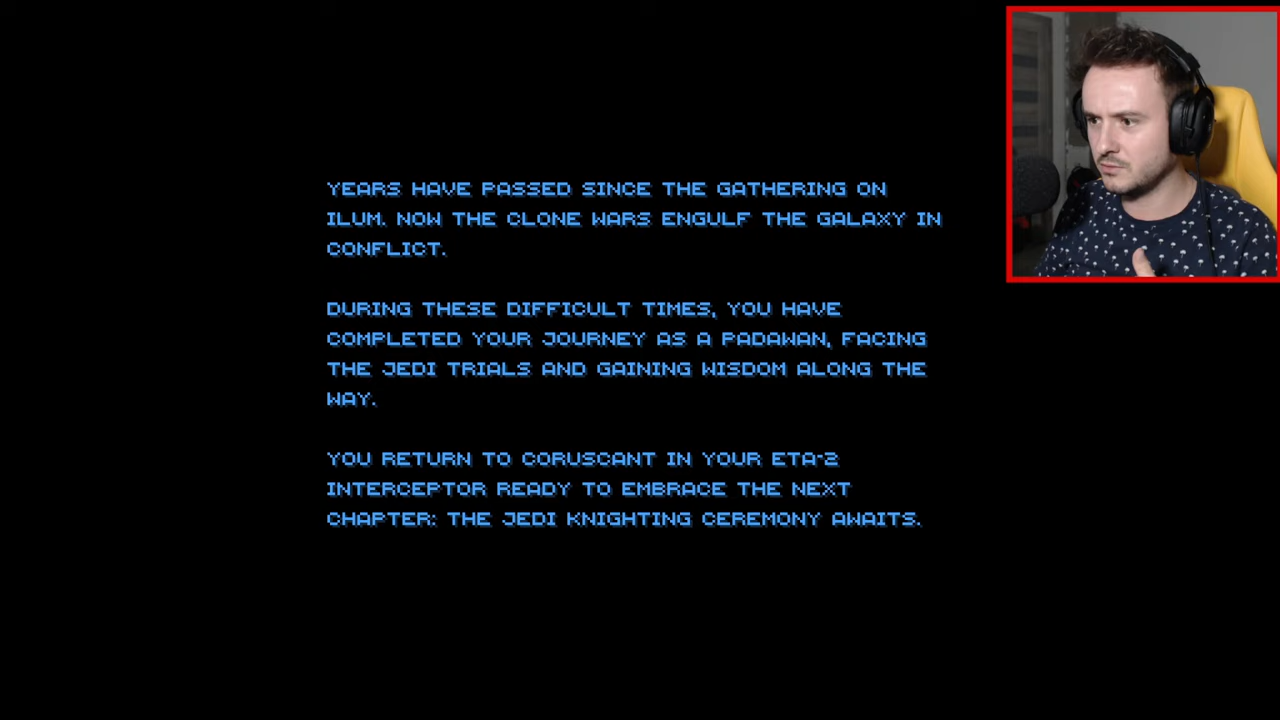 YEARS HAVE PASSED SINCE THE GATHERING ON
ILUM. NOW THE CLONE WARS ENGULF THE GALAXY IN
CONFLICT.
DURING THESE DIFFICULT TIMES, YOU HAVE
COMPLETED YOUR JOURNEY AS A PADAWAN, FACING
THE JEDI TRIALS AND GAINING WISDOM ALONG THE
WAY.
YOU RETURN TO CORUSCANT IN YOUR ETA-2
INTERCEPTOR READY TO EMBRACE THE NEXT
CHAPTER: THE JEDI KNIGHTING CEREMONY AWAITS.